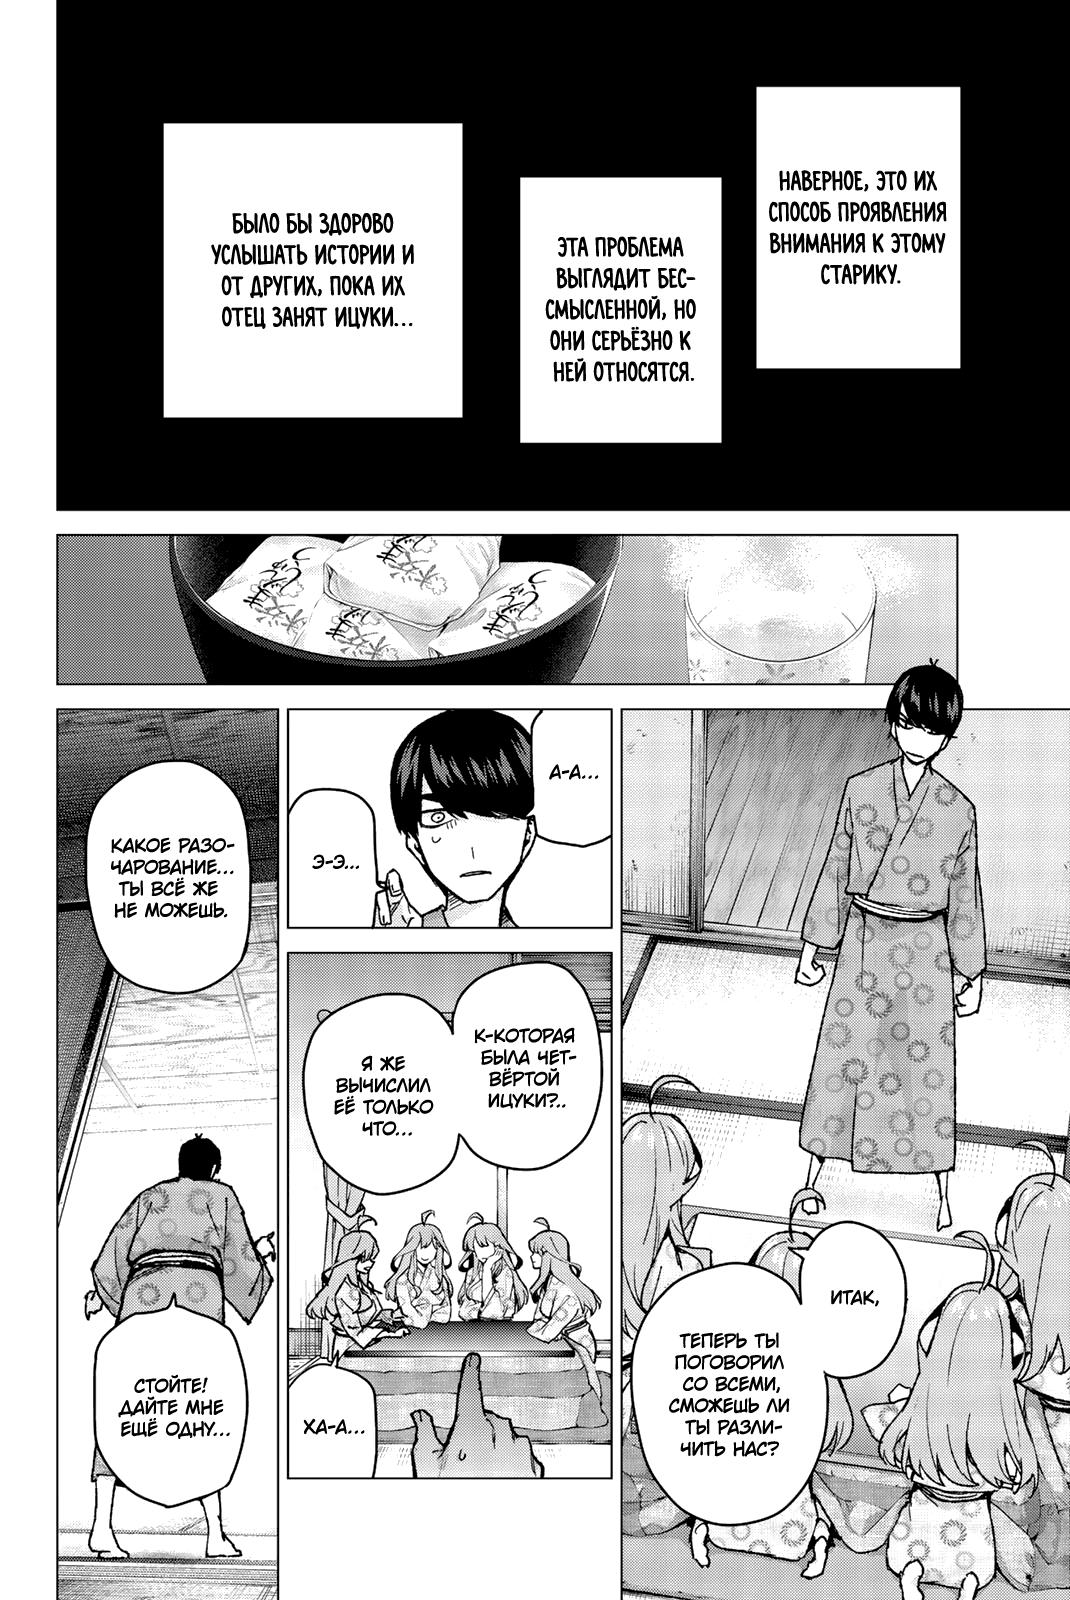 НАВЕРНОЕ, ЭТО ИХ
СПОСОБ ПРОЯВЛЕНИЯ
ВНИМАНИЯ К ЭТОМУ
СТАРИКУ.
ЭТА ПРОБЛЕМА
ВЫГЛЯДИТ БЕС-
СМЫСЛЕННОЙ, НО
ОНИ СЕРЬЁЗНО К
НЕЙ ОТНОСЯТСЯ.
БЫЛО БЫ ЗДОРОВО
УСЛЫШАТЬ ИСТОРИИ И
ОТ ДРУГИХ, ПОКА ИХ
ОТЕЦ ЗАНЯТ ИЦУКИ...
ИТАК,
ТЕПЕРЬ ТЫ
ПОГОВОРИЛ
СО ВСЕМИ,
СМОЖЕШЬ ЛИ
ТЫ РАЗЛИ-
ЧИТЬ НАС?
А-А...
Э-Э...
К-КОТОРАЯ
БЫЛА ЧЕТ-
ВЁРТОЙ
ИЦУКИ?..
Я ЖЕ
ВЫЧИСЛИЛ
ЕЁ ТОЛЬКО
ЧТО...
ХА-А...
КАКОЕ РАЗО-
ЧАРОВАНИЕ...
ТЫ ВСЁ ЖЕ
НЕ МОЖЕШЬ.
СТОЙТЕ!
ДАЙТЕ МНЕ
ЕЩЁ ОДНУ...